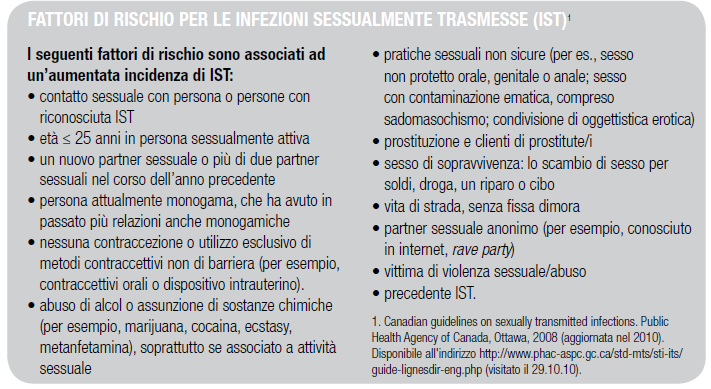 FATTORI DI RISCHIO PER LE INFEZIONI SESSUALMENTE TRASMESSE (IST)¹
I seguenti fattori di rischio sono associati ad
un'aumentata incidenza di IST:
• contatto sessuale con persona o persone con
riconosciuta IST
• età ≤ 25 anni in persona sessualmente attiva
• un nuovo partner sessuale o più di due partner
sessuali nel corso dell'anno precedente
• persona attualmente monogama, che ha avuto in
passato più relazioni anche monogamiche
• nessuna contraccezione o utilizzo esclusivo di
metodi contraccettivi non di barriera (per esempio,
contraccettivi orali o dispositivo intrauterino).
• abuso di alcol o assunzione di sostanze chimiche
(per esempio, marijuana, cocaina, ecstasy,
metanfetamina), soprattutto se associato a attività
sessuale
• pratiche sessuali non sicure (per es., sesso
non protetto orale, genitale o anale; sesso
con contaminazione ematica, compreso
sadomasochismo; condivisione di oggettistica erotica)
• prostituzione e clienti di prostitute/i
• sesso di sopravvivenza: lo scambio di sesso per
soldi, droga, un riparo o cibo
• vita di strada, senza fissa dimora
• partner sessuale anonimo (per esempio, conosciuto
in internet, rave party)
• vittima di violenza sessuale/abuso
• precedente IST.
1. Canadian guidelines on sexually transmitted infections. Public
Health Agency of Canada, Ottawa, 2008 (aggiornata nel 2010).
Disponibile all'indirizzo http://www.phac-aspc.gc.ca/std-mts/sti-its/
guide-lignesdir-eng.php (visitato il 29.10.10).